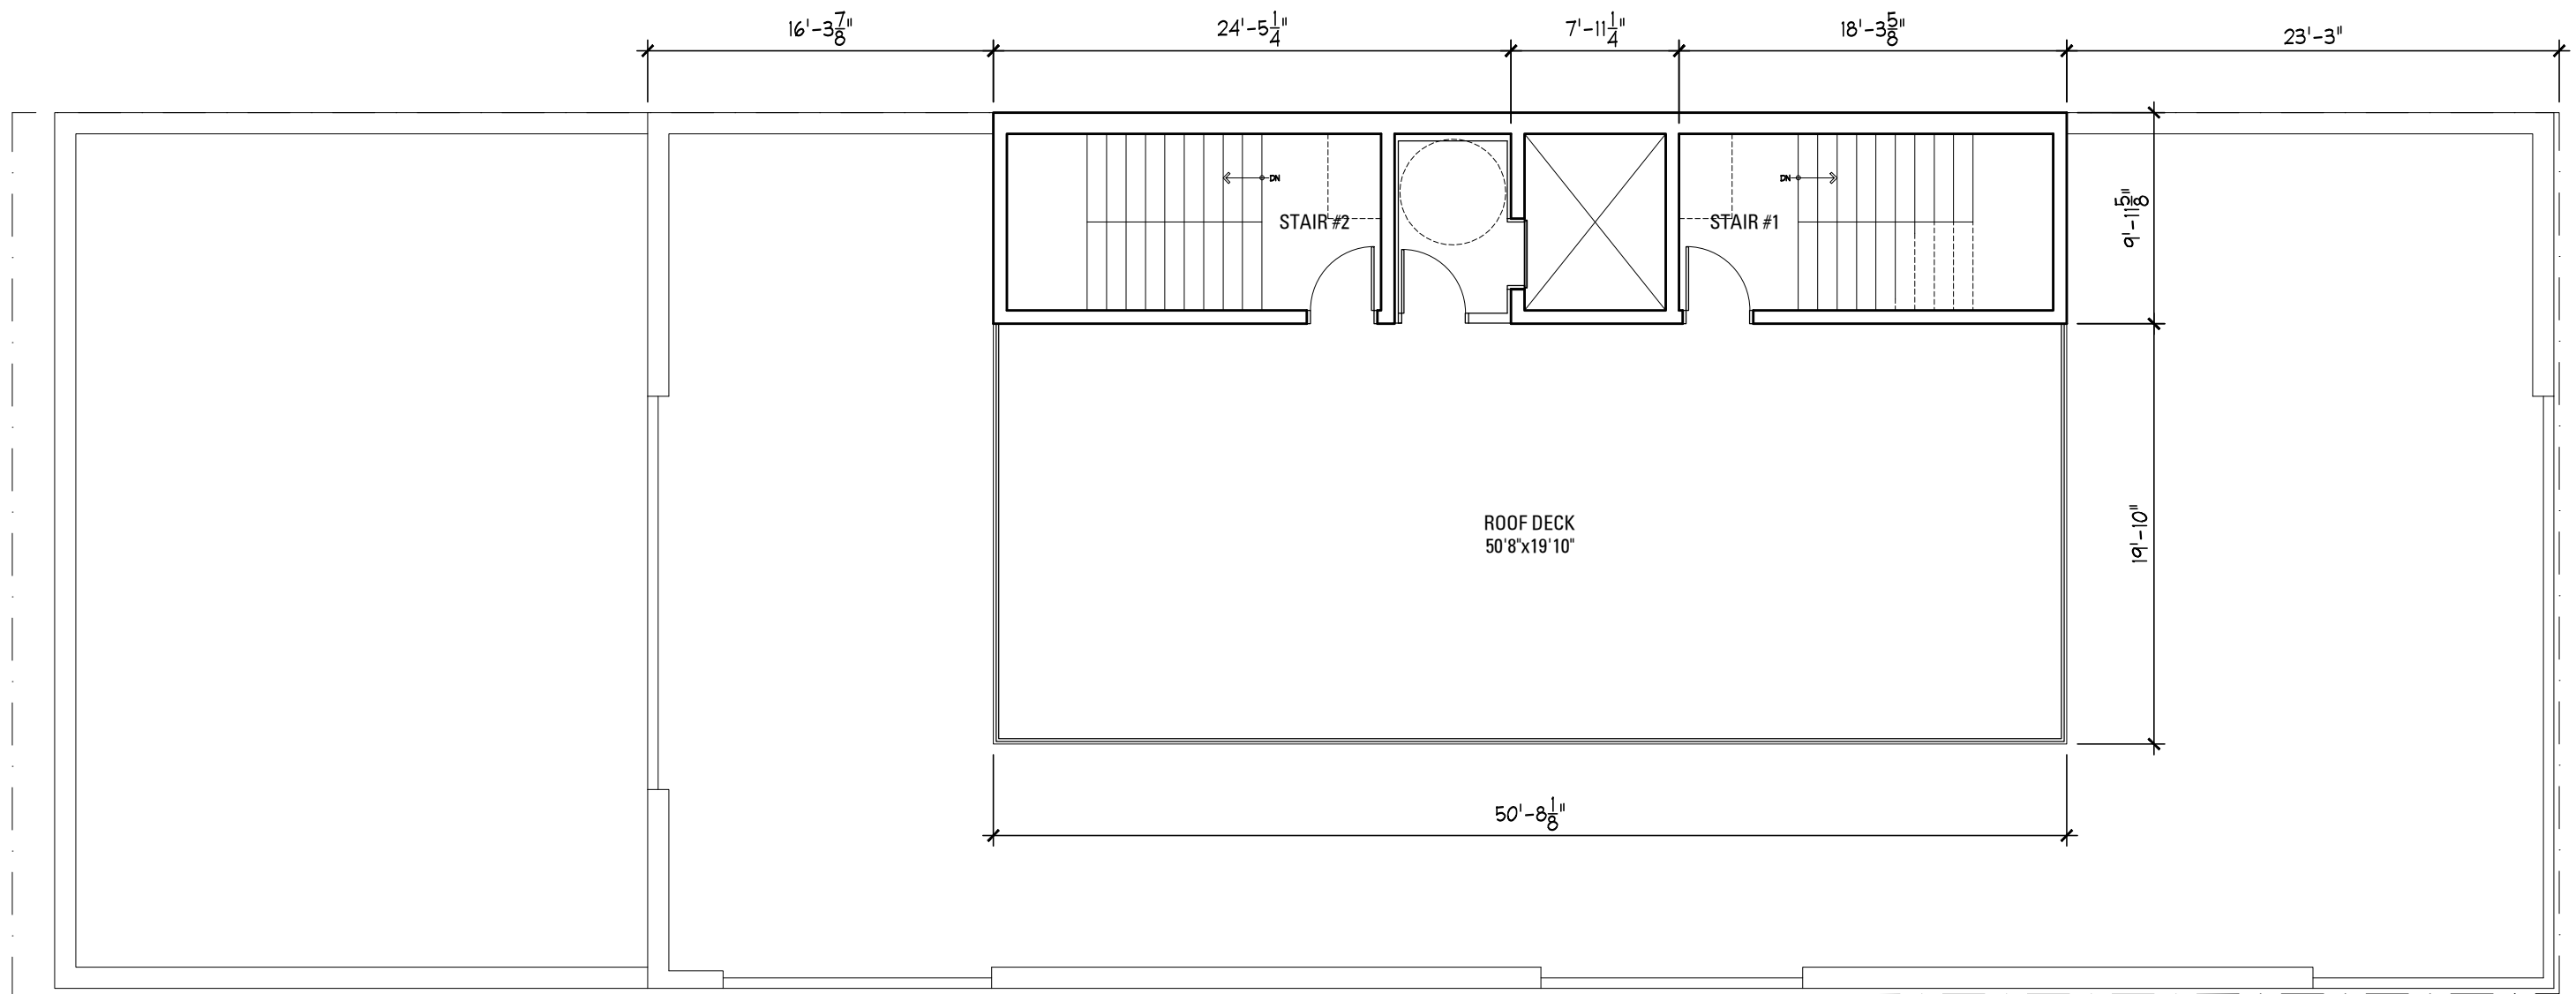 16'-3 7/8"
24'-5 1/4"
7'-11 1/4"
18'-3 5/8"
23'-3"
DN
DN
STAIR #2
STAIR #1
9'-11 5/8"
ROOF DECK
50'8"x19'10"
19'-10"
50'-8 1/8"